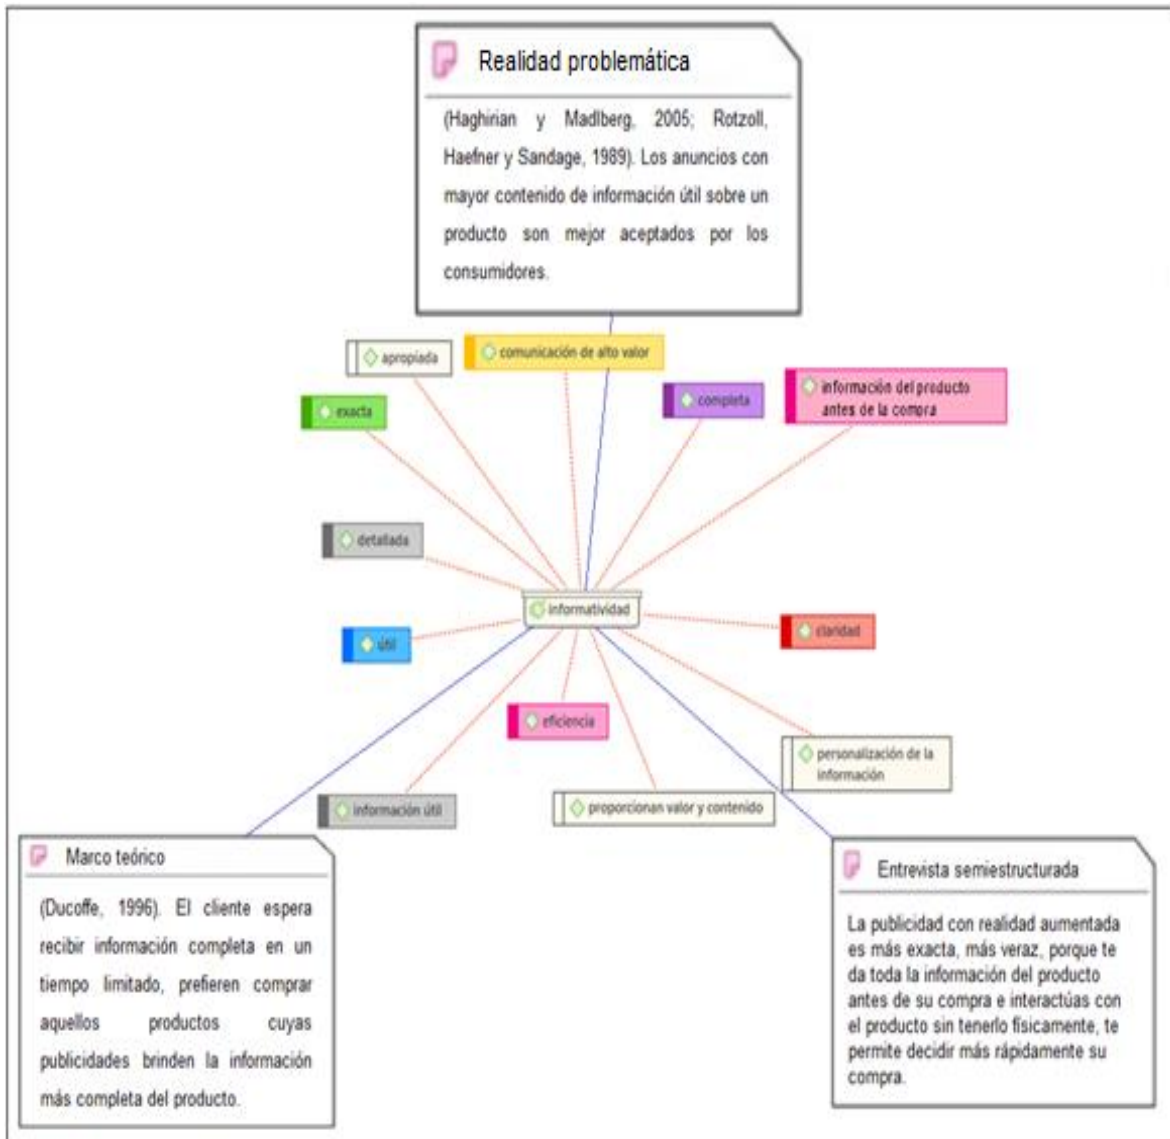 Realidad problemática
(Haghirian y Madlberg, 2005; Rotzoll,
Haefner y Sandage, 1989). Los anuncios con
mayor contenido de información útil sobre un
producto son mejor aceptados por los
consumidores.
apropiada
comunicación de alto valor
exacta
completa
información del producto
antes de la compra
detallada
informatividad
útil
claridad
eficiencia
personalización de la
información
información útil
proporcionan valor y contenido
Marco teórico
(Ducoffe, 1996). El cliente espera
recibir información completa en un
tiempo limitado, prefieren comprar
aquellos productos cuyas
publicidades brinden la información
más completa del producto.
Entrevista semiestructurada
La publicidad con realidad aumentada
es más exacta, más veraz, porque te
da toda la información del producto
antes de su compra e interactúas con
el producto sin tenerlo físicamente, te
permite decidir más rápidamente su
compra.